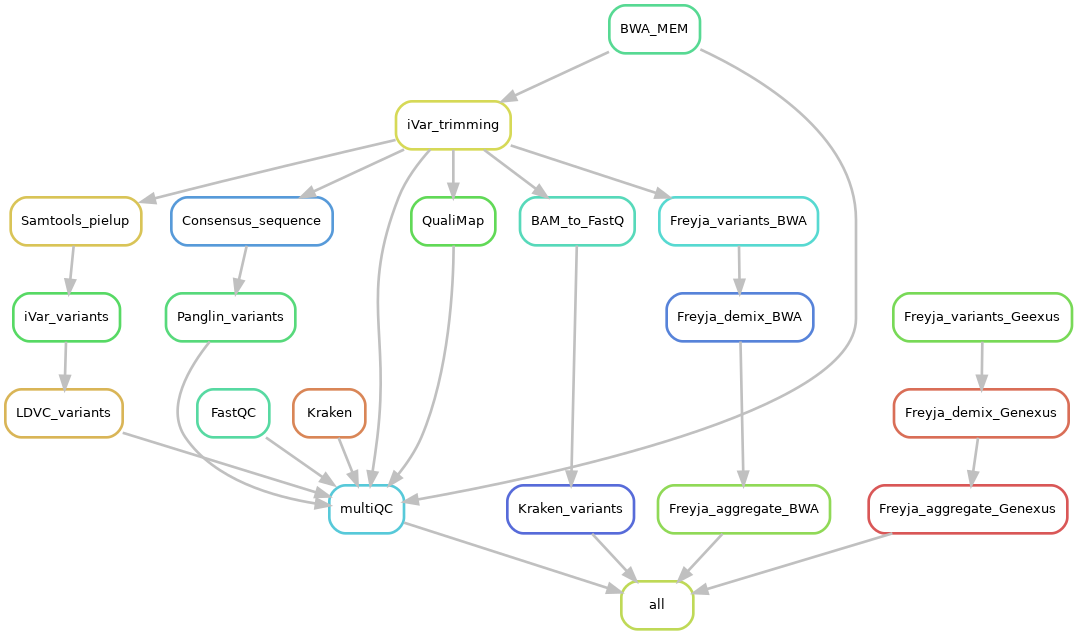 BWA_MEM
iVar_trimming
Samtools_pielup
Consensus_sequence
QualiMap
BAM_to_FastQ
Freyja_variants_BWA
iVar_variants
Panglin_variants
Freyja_demix_BWA
Freyja_variants_Geexus
LDVC_variants
FastQC
Kraken
Freyja_demix_Genexus
multiQC
Kraken_variants
Freyja_aggregate_BWA
Freyja_aggregate_Genexus
all